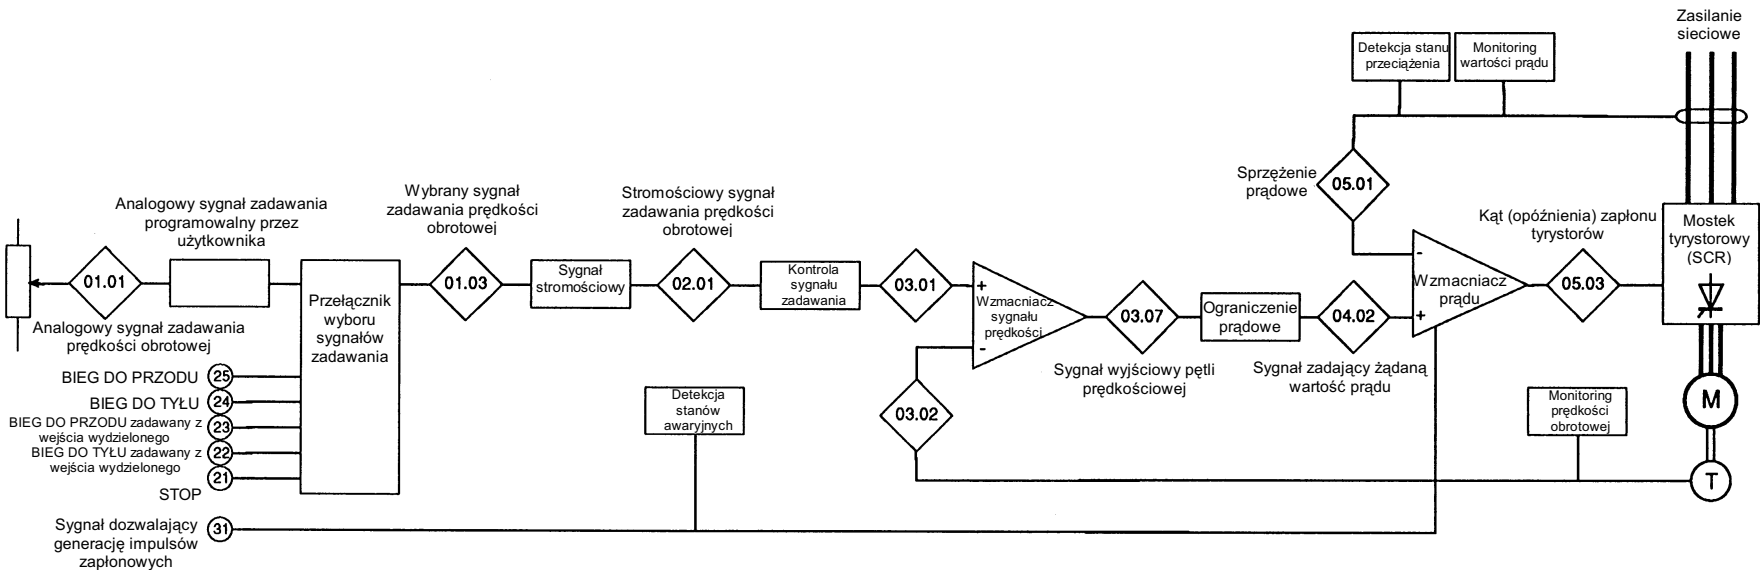 Zasilanie
sieciowe
Detekcja stanu
przeciążenia
Monitoring
wartości prądu
Sprzężenie
prądowe
05.01
Analogowy sygnał zadawania
programowalny przez
użytkownika
Wybrany sygnał
zadawania prędkości
obrotowej
Stromościowy sygnał
zadawania prędkości
obrotowej
Kąt (opóźnienia) zapłonu
tyrystorów
Mostek
tyrystorowy
(SCR)
01.01
Analogowy sygnał zadawania
prędkości obrotowej
Przełącznik
wyboru
sygnałów
zadawania
01.03
Sygnał
stromościowy
02.01
Kontrola
sygnału
zadawania
03.01
+
Wzmacniacz
sygnału
prędkości
-
03.07
Sygnał wyjściowy pętli
prędkościowej
Ograniczenie
prądowe
04.02
Sygnał zadający żądaną
wartość prądu
-
Wzmacniacz
prądu
+
05.03
BIEG DO PRZODU
25
BIEG DO TYŁU
24
BIEG DO PRZODU zadawany z
wejścia wydzielonego
23
BIEG DO TYŁU zadawany z
wejścia wydzielonego
22
STOP
21
Detekcja
stanów
awaryjnych
03.02
Monitoring
prędkości
obrotowej
M
T
Sygnał dozwalający
generację impulsów
zapłonowych
31